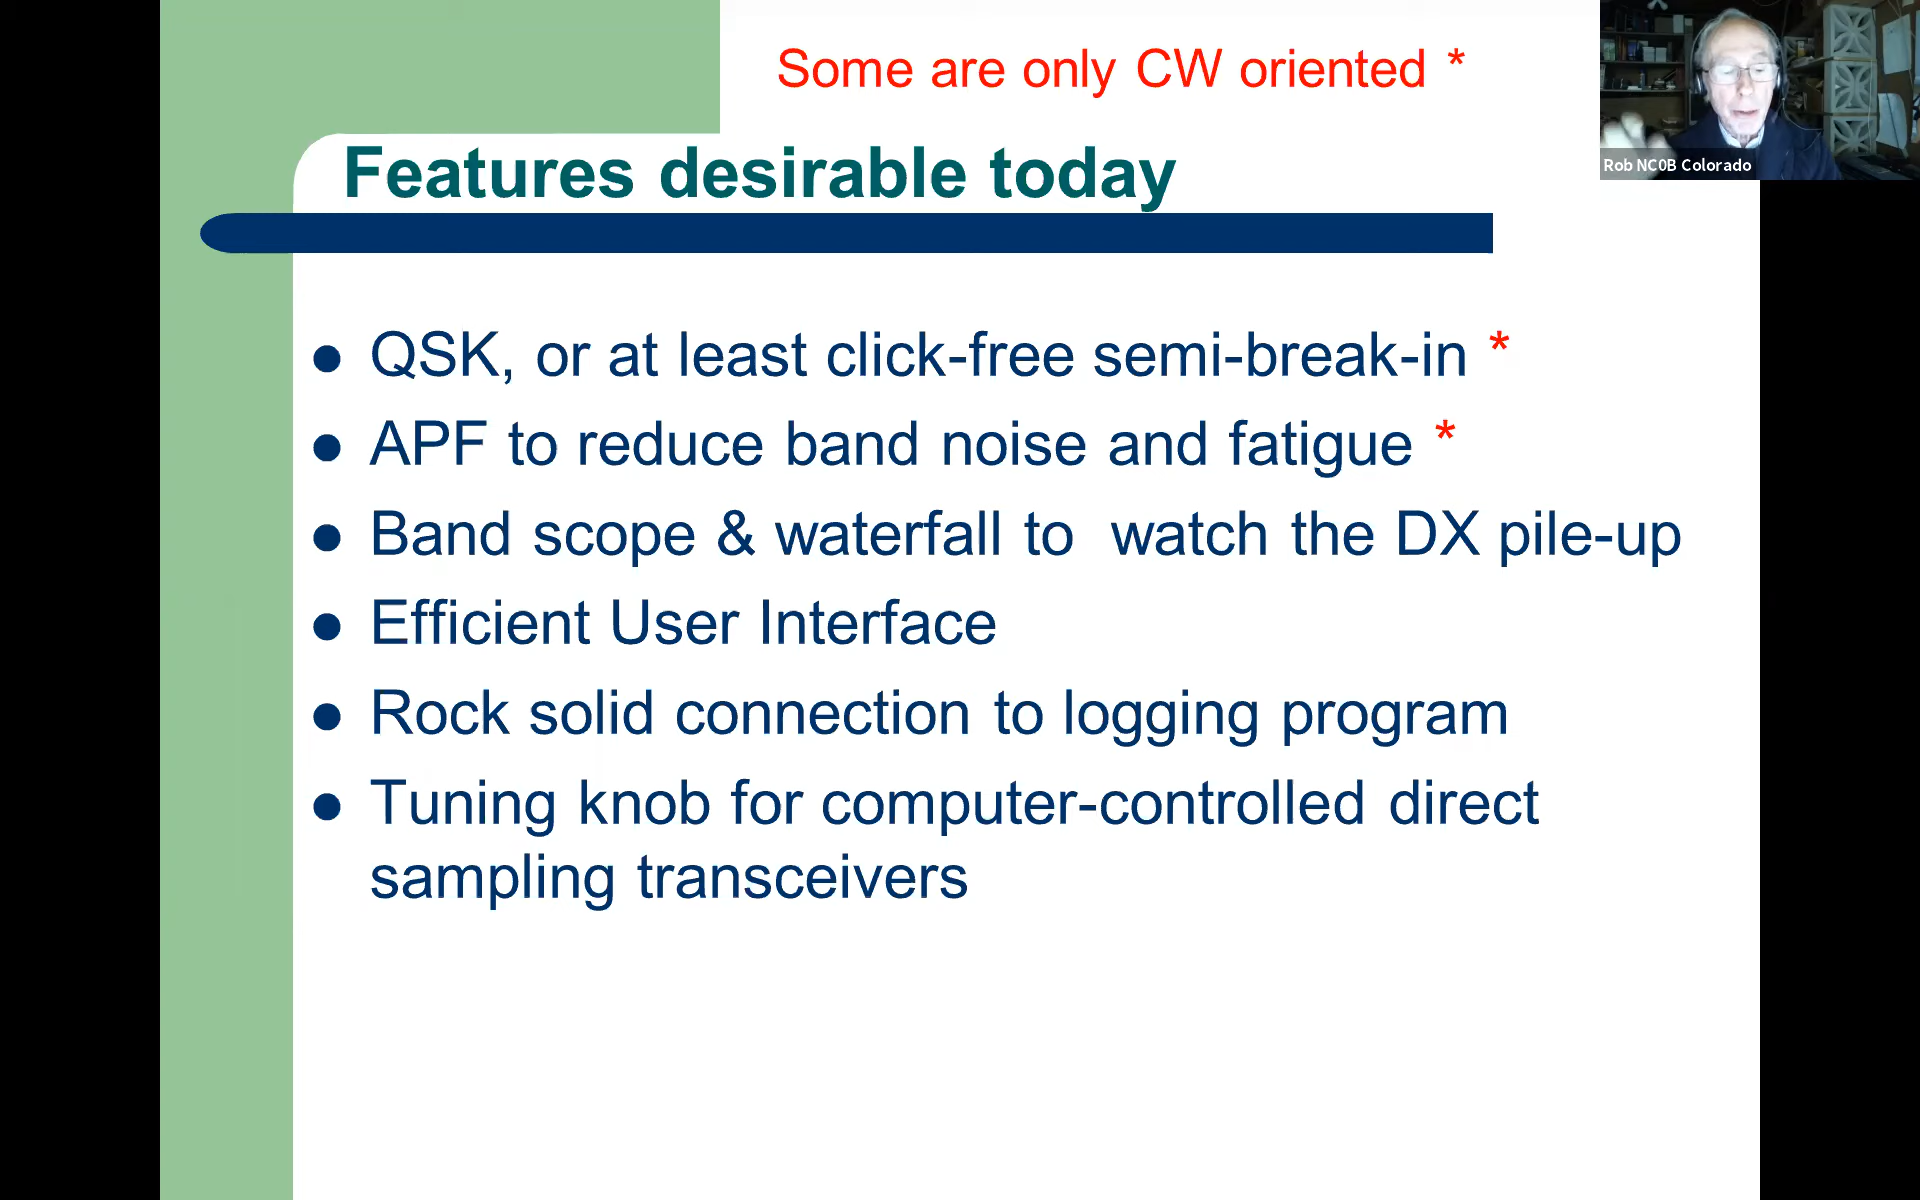 Some are only CW oriented *
Rob NC0B Colorado
Features desirable today
QSK, or at least click-free semi-break-in *
APF to reduce band noise and fatigue *
Band scope & waterfall to  watch the DX pile-up
Efficient User Interface
Rock solid connection to logging program
Tuning knob for computer-controlled direct
sampling transceivers